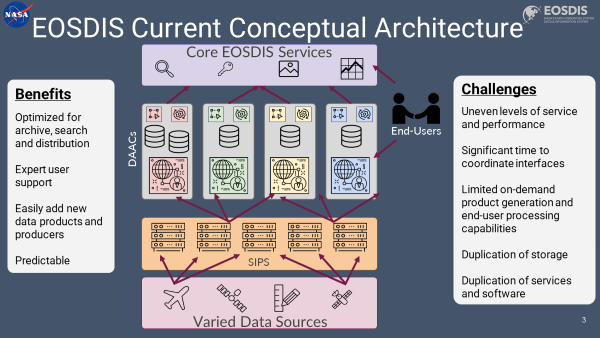 NASA
EOSDIS Current Conceptual Architecture
EOSDIS
Core EOSDIS Services
Benefits
Optimized for
archive, search
and distribution
Expert user
support
Easily add new
data products and
producers
Predictable
DAACs
End-Users
SIPS
Varied Data Sources
Challenges
Uneven levels of service
and performance
Significant time to
coordinate interfaces
Limited on-demand
product generation and
end-user processing
capabilities
Duplication of storage
Duplication of services
and software
3